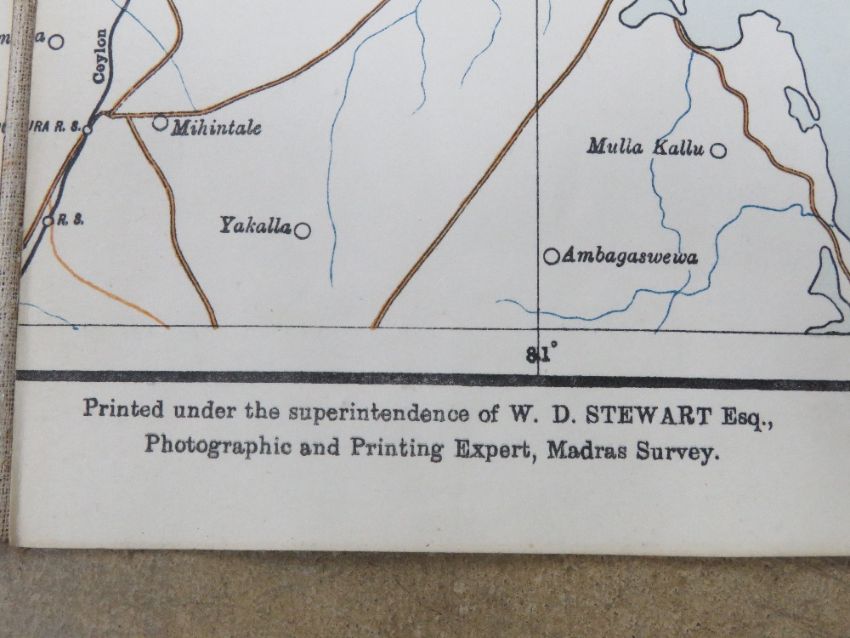 Ceylon
URA R. S.
Mihintale
Mulla Kallu
R. S.
Yakalla
Ambagaswewa
81°
Printed under the superintendence of W. D. STEWART Esq.,
Photographic and Printing Expert, Madras Survey.